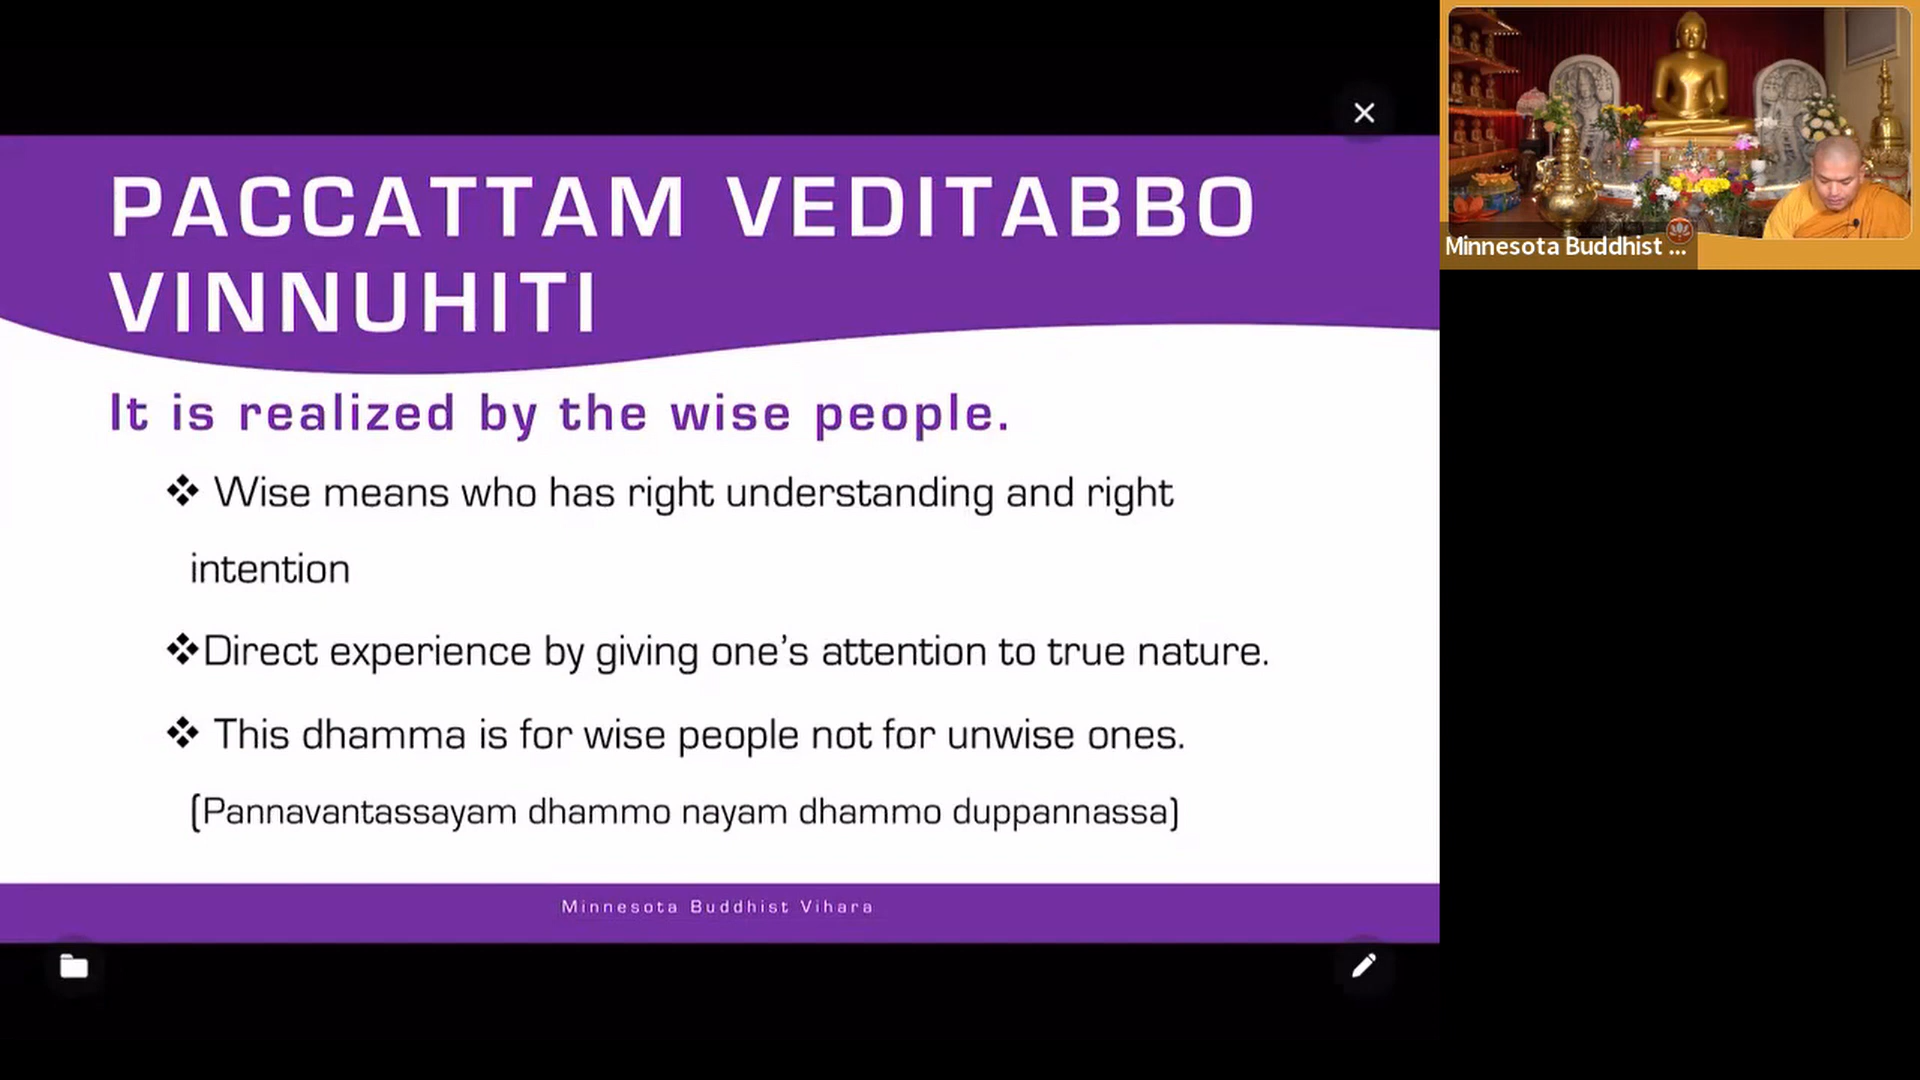 PACCATTAM VEDITABBO
VINNUHITI
It is realized by the wise people.
❖ Wise means who has right understanding and right
intention
❖Direct experience by giving one’s attention to true nature.
❖ This dhamma is for wise people not for unwise ones.
(Pannavantassayam dhammo nayam dhammo duppannassa)
Minnesota Buddhist Vihara
Minnesota Buddhist ...